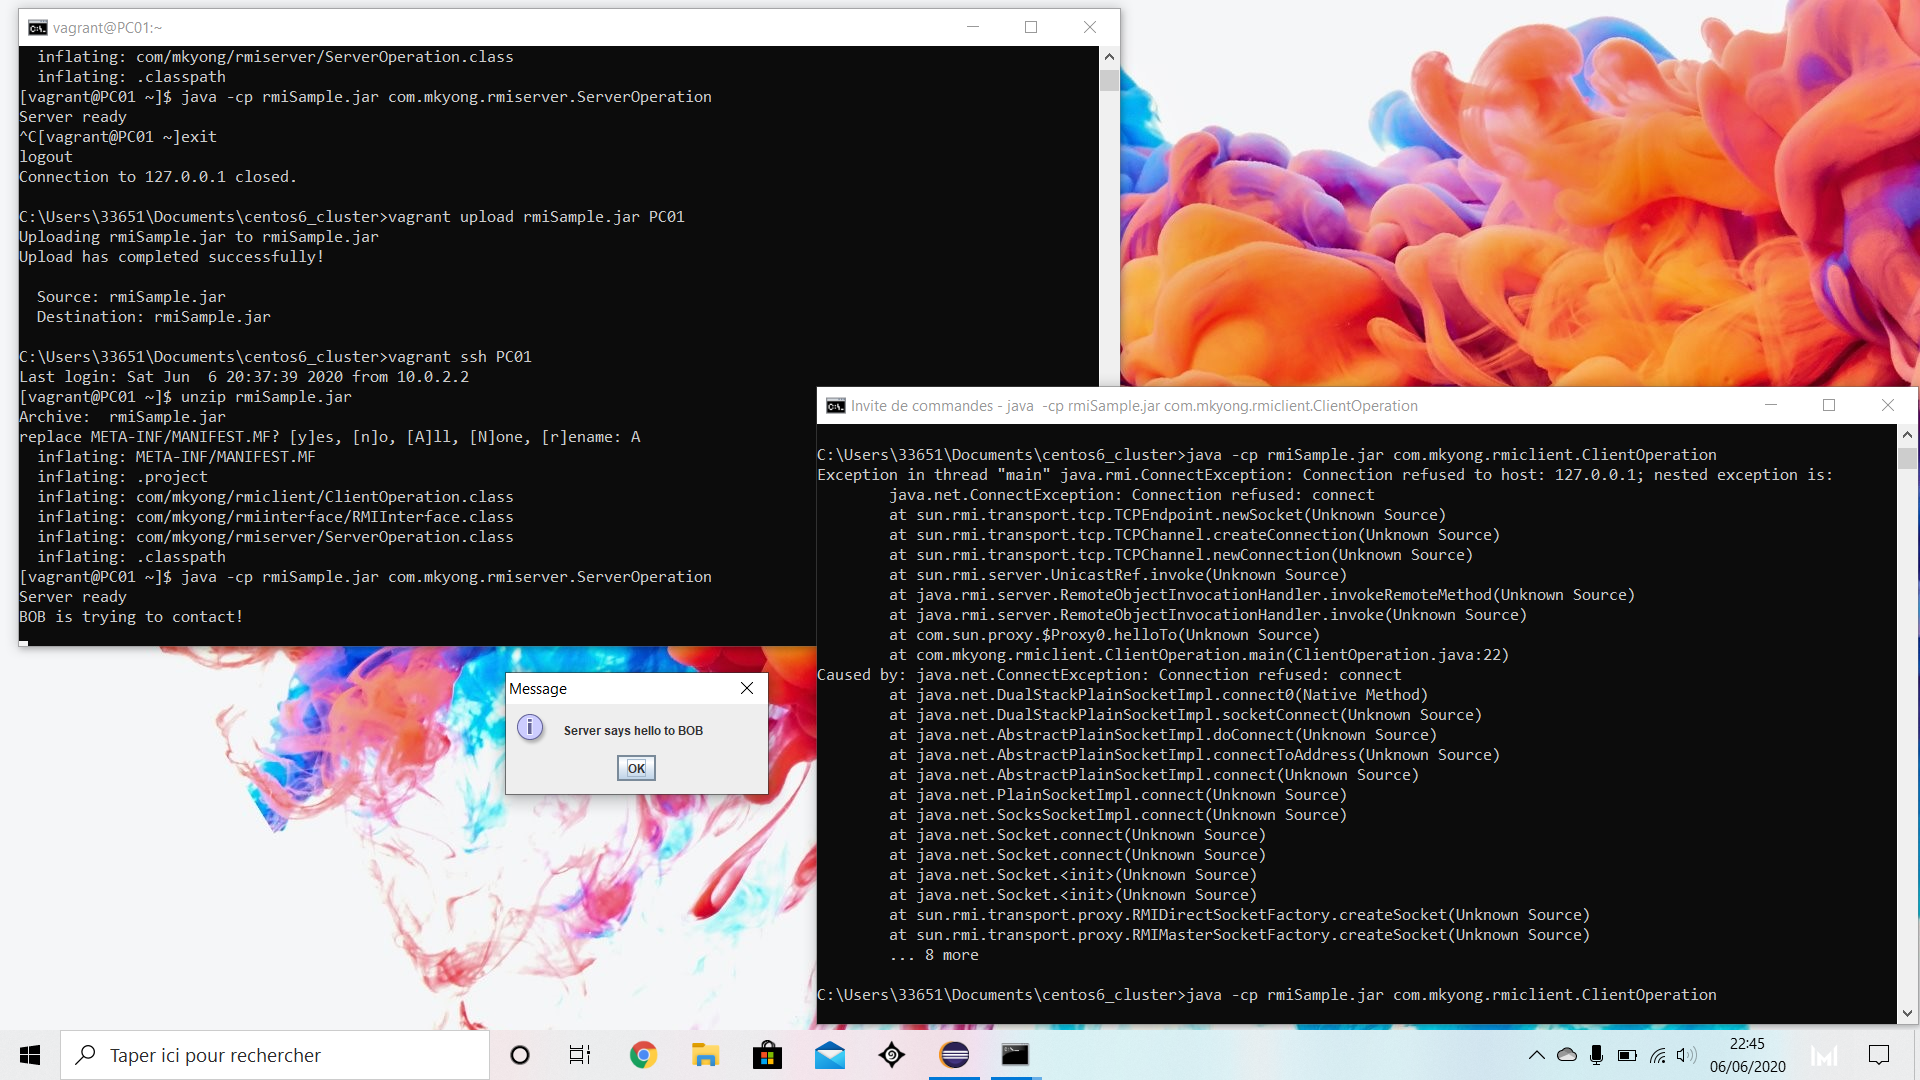 vagrant@PC01:~
  inflating: com/mkyong/rmiserver/ServerOperation.class
  inflating: .classpath
[vagrant@PC01 ~]$ java -cp rmiSample.jar com.mkyong.rmiserver.ServerOperation
Server ready
^C[vagrant@PC01 ~]exit
logout
Connection to 127.0.0.1 closed.
C:\Users\33651\Documents\centos6_cluster>vagrant upload rmiSample.jar PC01
Uploading rmiSample.jar to rmiSample.jar
Upload has completed successfully!
  Source: rmiSample.jar
  Destination: rmiSample.jar
C:\Users\33651\Documents\centos6_cluster>vagrant ssh PC01
Last login: Sat Jun  6 20:37:39 2020 from 10.0.2.2
[vagrant@PC01 ~]$ unzip rmiSample.jar
Archive:  rmiSample.jar
replace META-INF/MANIFEST.MF? [y]es, [n]o, [A]ll, [N]one, [r]ename: A
  inflating: META-INF/MANIFEST.MF
  inflating: .project
  inflating: com/mkyong/rmiclient/ClientOperation.class
  inflating: com/mkyong/rmiinterface/RMIInterface.class
  inflating: com/mkyong/rmiserver/ServerOperation.class
  inflating: .classpath
[vagrant@PC01 ~]$ java -cp rmiSample.jar com.mkyong.rmiserver.ServerOperation
Server ready
BOB is trying to contact!
Message
Server says hello to BOB
OK
Invite de commandes - java  -cp rmiSample.jar com.mkyong.rmiclient.ClientOperation
C:\Users\33651\Documents\centos6_cluster>java -cp rmiSample.jar com.mkyong.rmiclient.ClientOperation
Exception in thread "main" java.rmi.ConnectException: Connection refused to host: 127.0.0.1; nested exception is:
        java.net.ConnectException: Connection refused: connect
        at sun.rmi.transport.tcp.TCPEndpoint.newSocket(Unknown Source)
        at sun.rmi.transport.tcp.TCPChannel.createConnection(Unknown Source)
        at sun.rmi.transport.tcp.TCPChannel.newConnection(Unknown Source)
        at sun.rmi.server.UnicastRef.invoke(Unknown Source)
        at java.rmi.server.RemoteObjectInvocationHandler.invokeRemoteMethod(Unknown Source)
        at java.rmi.server.RemoteObjectInvocationHandler.invoke(Unknown Source)
        at com.sun.proxy.$Proxy0.helloTo(Unknown Source)
        at com.mkyong.rmiclient.ClientOperation.main(ClientOperation.java:22)
Caused by: java.net.ConnectException: Connection refused: connect
        at java.net.DualStackPlainSocketImpl.connect0(Native Method)
        at java.net.DualStackPlainSocketImpl.socketConnect(Unknown Source)
        at java.net.AbstractPlainSocketImpl.doConnect(Unknown Source)
        at java.net.AbstractPlainSocketImpl.connectToAddress(Unknown Source)
        at java.net.AbstractPlainSocketImpl.connect(Unknown Source)
        at java.net.PlainSocketImpl.connect(Unknown Source)
        at java.net.SocksSocketImpl.connect(Unknown Source)
        at java.net.Socket.connect(Unknown Source)
        at java.net.Socket.connect(Unknown Source)
        at java.net.Socket.<init>(Unknown Source)
        at java.net.Socket.<init>(Unknown Source)
        at sun.rmi.transport.proxy.RMIDirectSocketFactory.createSocket(Unknown Source)
        at sun.rmi.transport.proxy.RMIMasterSocketFactory.createSocket(Unknown Source)
        ... 8 more
C:\Users\33651\Documents\centos6_cluster>java -cp rmiSample.jar com.mkyong.rmiclient.ClientOperation
Taper ici pour rechercher
22:45
06/06/2020